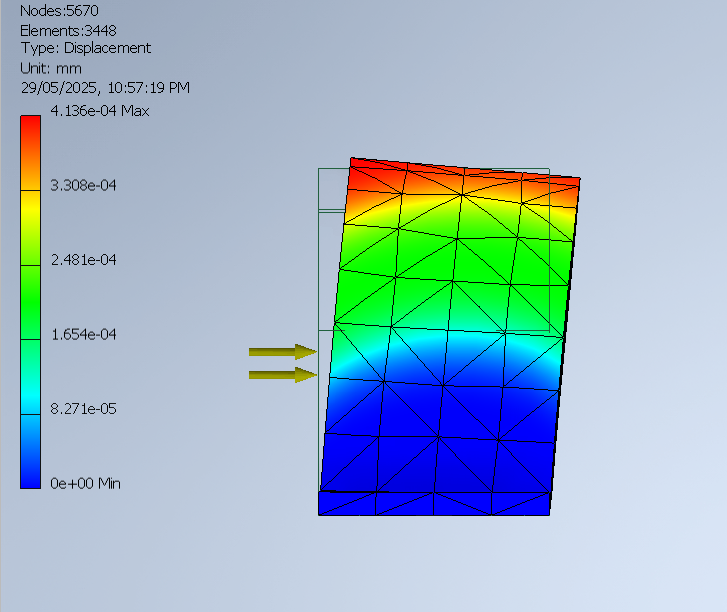 Nodes:5670
Elements:3448
Type: Displacement
Unit: mm
29/05/2025, 10:57:19 PM
4.136e-04 Max
3.308e-04
2.481e-04
1.654e-04
8.271e-05
0e+00 Min